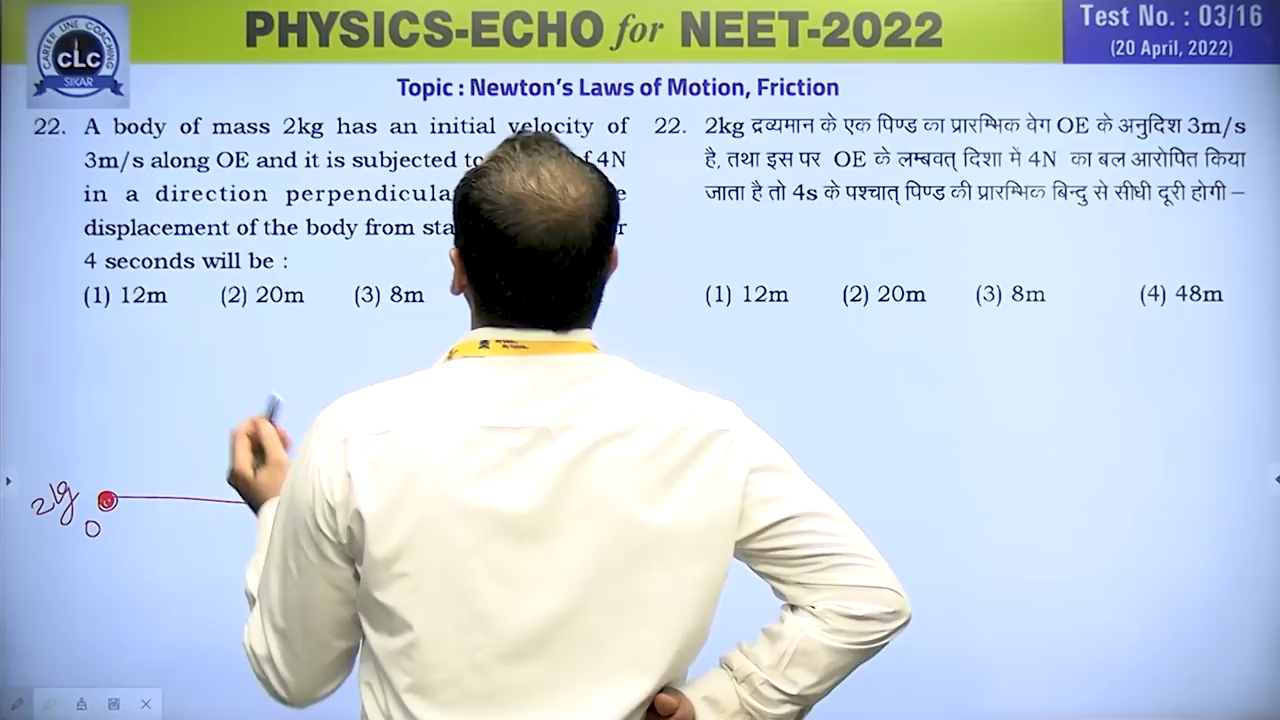 PHYSICS-ECHO for NEET-2022
Test No. : 03/16
(20 April, 2022)
CAREER LINE COACHING
CLC
SIKAR
Topic : Newton's Laws of Motion, Friction
22. A body of mass 2kg has an initial velocity of
3m/s along OE and it is subjected to of 4N
in a direction
displacement of the body from
4 seconds will be :
(1) 12m (2) 20m (3) 8m
22. 2kg द्रव्यमान के एक पिण्ड का प्रारम्भिक वेग OE के अनुदिश 3m/s
है, तथा इस पर OE के लम्बवत् दिशा में 4N का बल आरोपित किया
जाता है तो 4s के पश्चात् पिण्ड की प्रारम्भिक बिन्दु से सीधी दूरी होगी –
(1) 12m (2) 20m (3) 8m (4) 48m
2kg
O